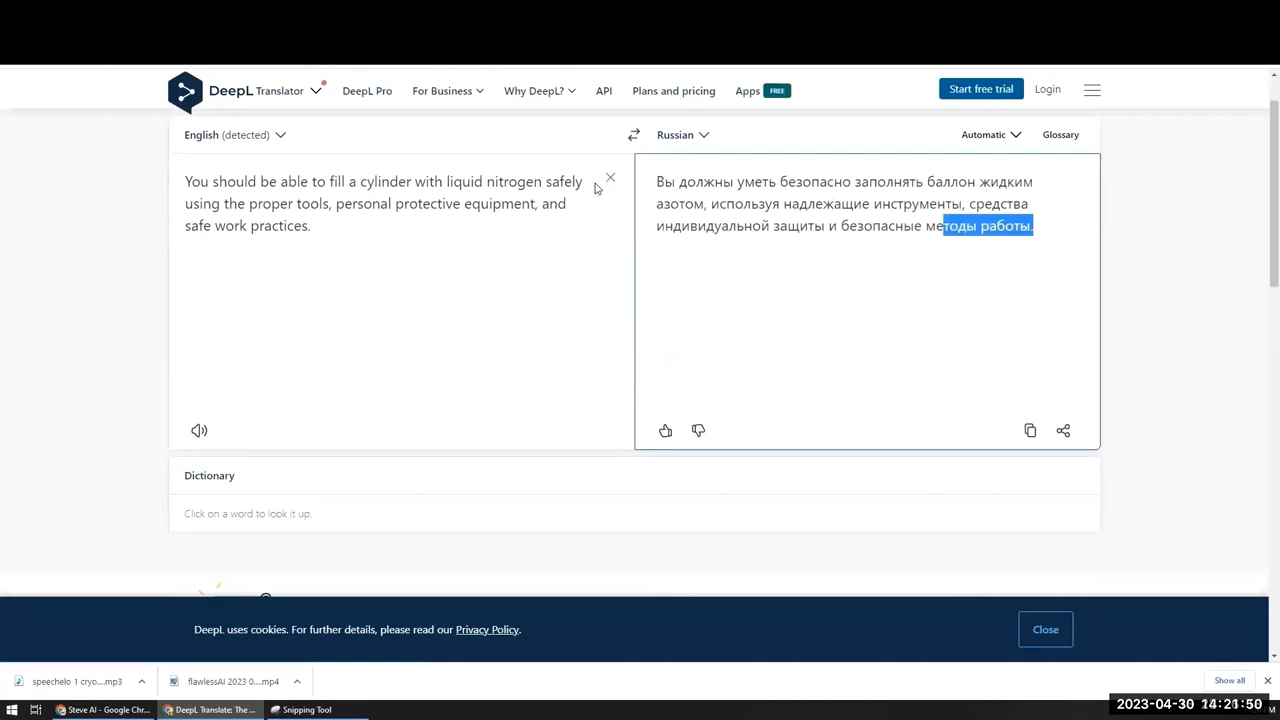 DeepL Translator
DeepL Pro
For Business
Why DeepL?
API
Plans and pricing
Apps FREE
Start free trial
Login
English (detected)
Russian
Automatic
Glossary
You should be able to fill a cylinder with liquid nitrogen safely
using the proper tools, personal protective equipment, and
safe work practices.
Вы должны уметь безопасно заполнять баллон жидким
азотом, используя надлежащие инструменты, средства
индивидуальной защиты и безопасные методы работы.
Dictionary
Click on a word to look it up.
DeepL uses cookies. For further details, please read our Privacy Policy.
Close
speechelo 1 cryo....mp3
flawlessAI 2023 0....mp4
Show all
Steve AI - Google Chr...
DeepL Translate: The ...
Snipping Tool
2023-04-30 14:21:50